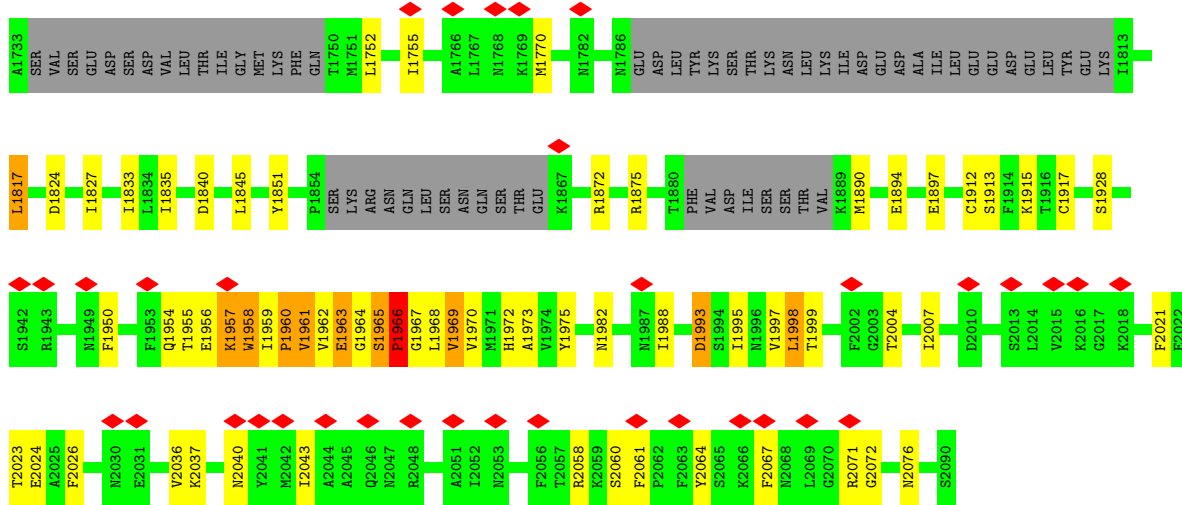 A1733 SER VAL SER GLU ASP SER ASP VAL LEU THR ILE GLY MET LYS PHE GLN T1750 M1751 L1752 I1755 A1766 L1767 N1768 K1769 M1770 N1782 N1786 GLU ASP LEU TYR LYS SER THR LYS ASN LEU LYS ILE ASP GLU ASP ALA ILE LEU GLU GLU ASP GLU LEU TYR GLU LYS I1813
L1817 D1824 I1827 I1833 L1834 I1835 D1840 L1845 Y1851 P1854 SER LYS ARG ASN GLN LEU SER ASN GLN SER THR GLU K1867 R1872 R1875 T1880 PHE VAL ASP ILE SER SER THR VAL K1889 M1890 E1894 E1897 C1912 S1913 F1914 K1915 T1916 C1917 S1928
S1942 R1943 N1949 F1950 F1953 Q1954 T1955 E1956 K1957 W1958 I1959 P1960 V1961 V1962 E1963 G1964 S1965 P1966 G1967 L1968 V1969 V1970 M1971 H1972 A1973 V1974 Y1975 N1982 N1987 I1988 D1993 S1994 I1995 N1996 V1997 L1998 T1999 F2002 G2003 T2004 I2007 D2010 S2013 L2014 V2015 K2016 G2017 K2018 F2021 E2022
T2023 E2024 A2025 F2026 N2030 E2031 V2036 K2037 N2040 Y2041 M2042 I2043 A2044 A2045 Q2046 N2047 R2048 A2051 I2052 N2053 F2056 T2057 R2058 K2059 S2060 F2061 P2062 F2063 Y2064 S2065 K2066 F2067 N2068 L2069 G2070 R2071 G2072 N2076 S2090